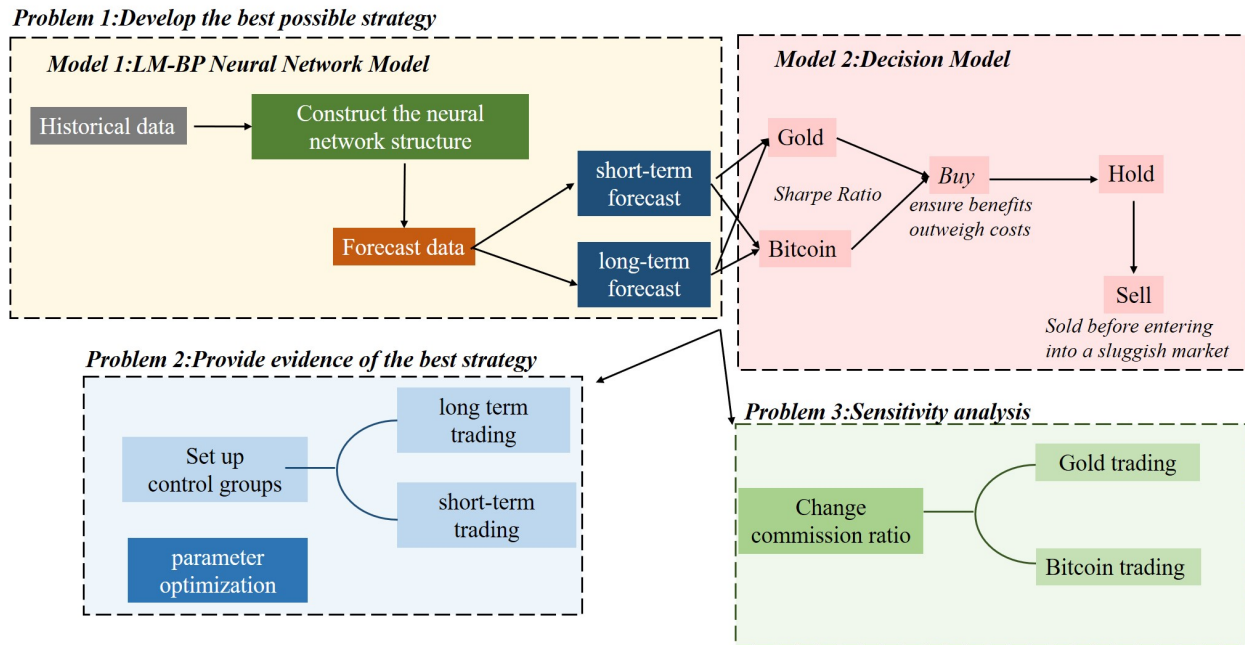 Problem 1:Develop the best possible strategy
Model 1:LM-BP Neural Network Model
Historical data
Construct the neural
network structure
Forecast data
short-term
forecast
long-term
forecast
Model 2:Decision Model
Gold
Sharpe Ratio
Bitcoin
Buy
ensure benefits
outweigh costs
Hold
Sell
Sold before entering
into a sluggish market
Problem 2:Provide evidence of the best strategy
Set up
control groups
long term
trading
short-term
trading
parameter
optimization
Problem 3:Sensitivity analysis
Change
commission ratio
Gold trading
Bitcoin trading